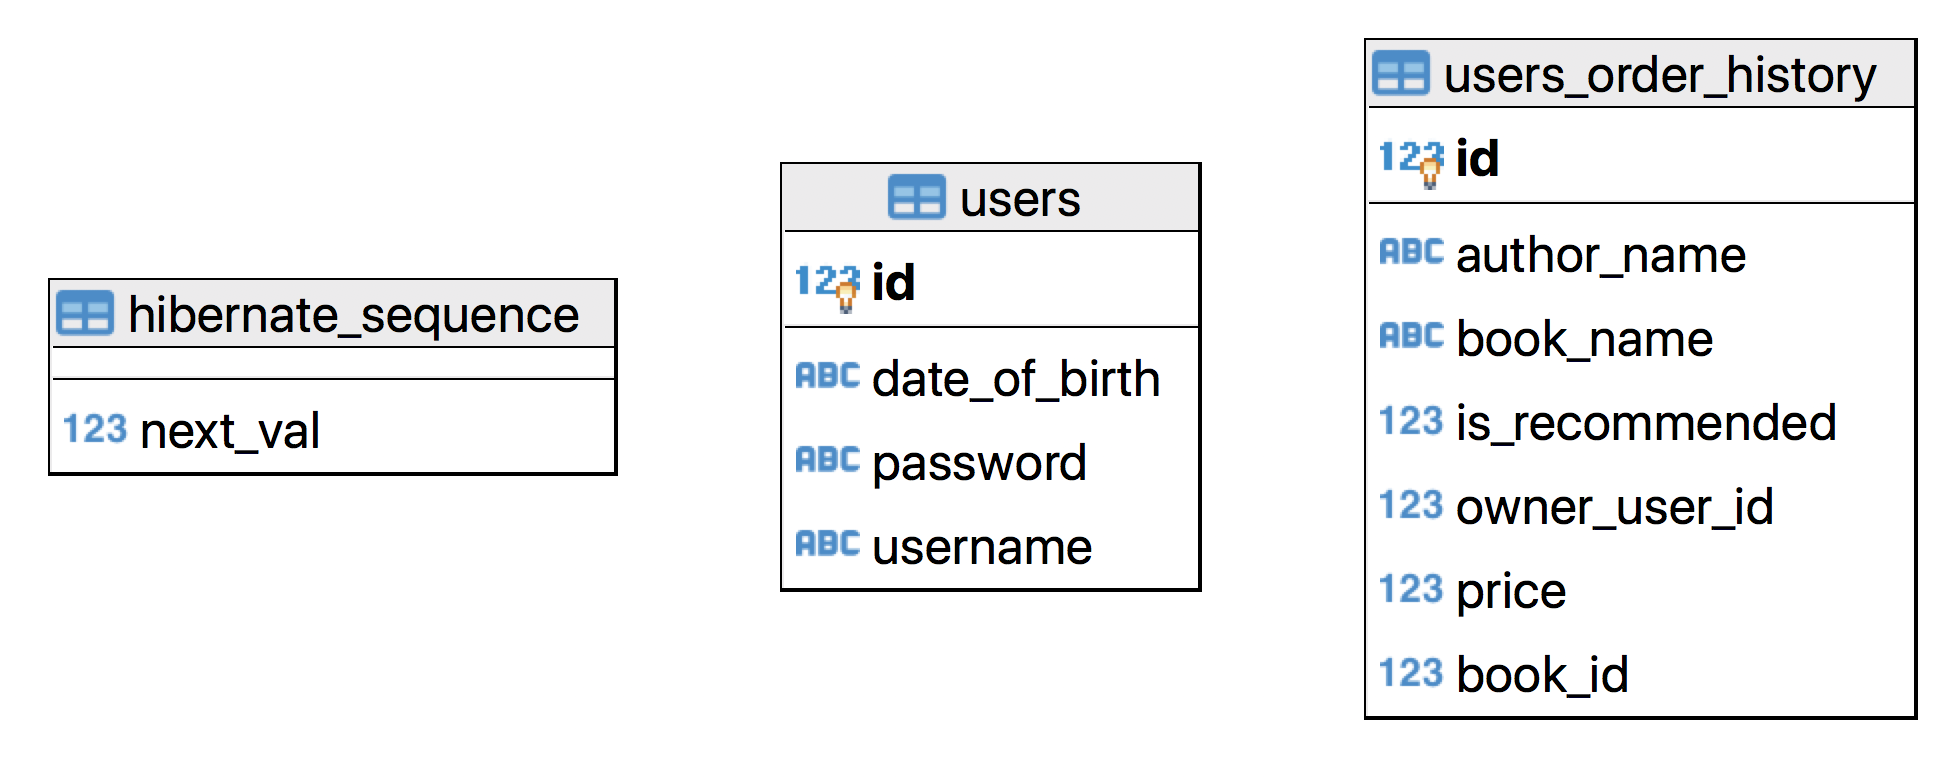 hibernate_sequence
123 next_val
users
123 id
ABC date_of_birth
ABC password
ABC username
users_order_history
123 id
ABC author_name
ABC book_name
123 is_recommended
123 owner_user_id
123 price
123 book_id